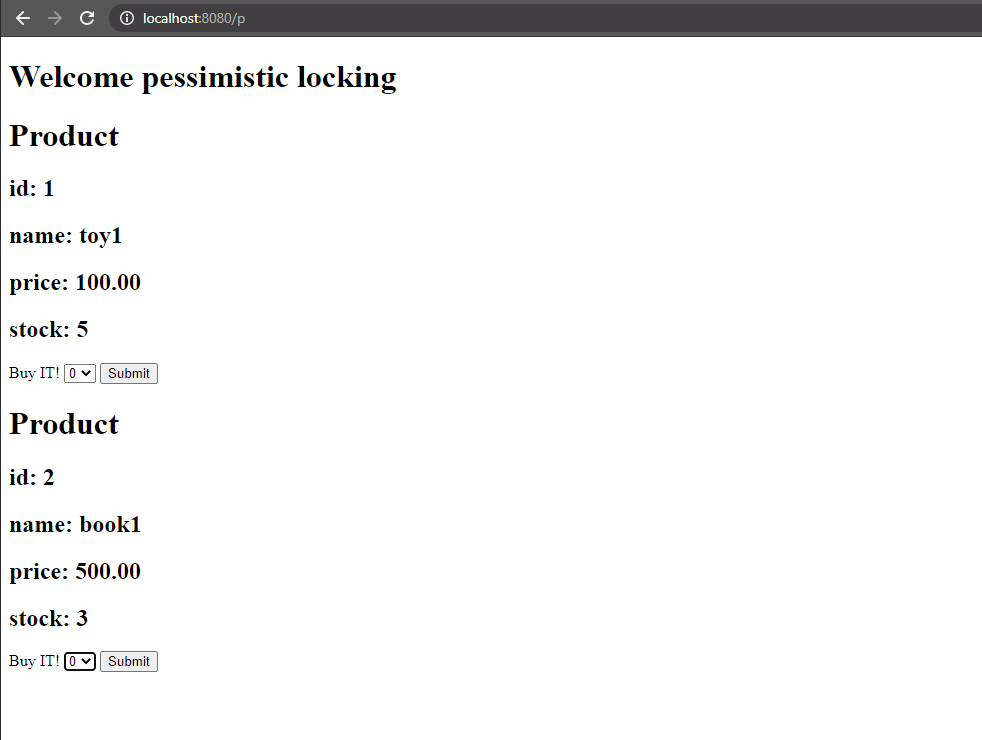 localhost:8080/p
Welcome pessimistic locking
Product
id: 1
name: toy1
price: 100.00
stock: 5
Buy IT! 0 Submit
Product
id: 2
name: book1
price: 500.00
stock: 3
Buy IT! 0 Submit